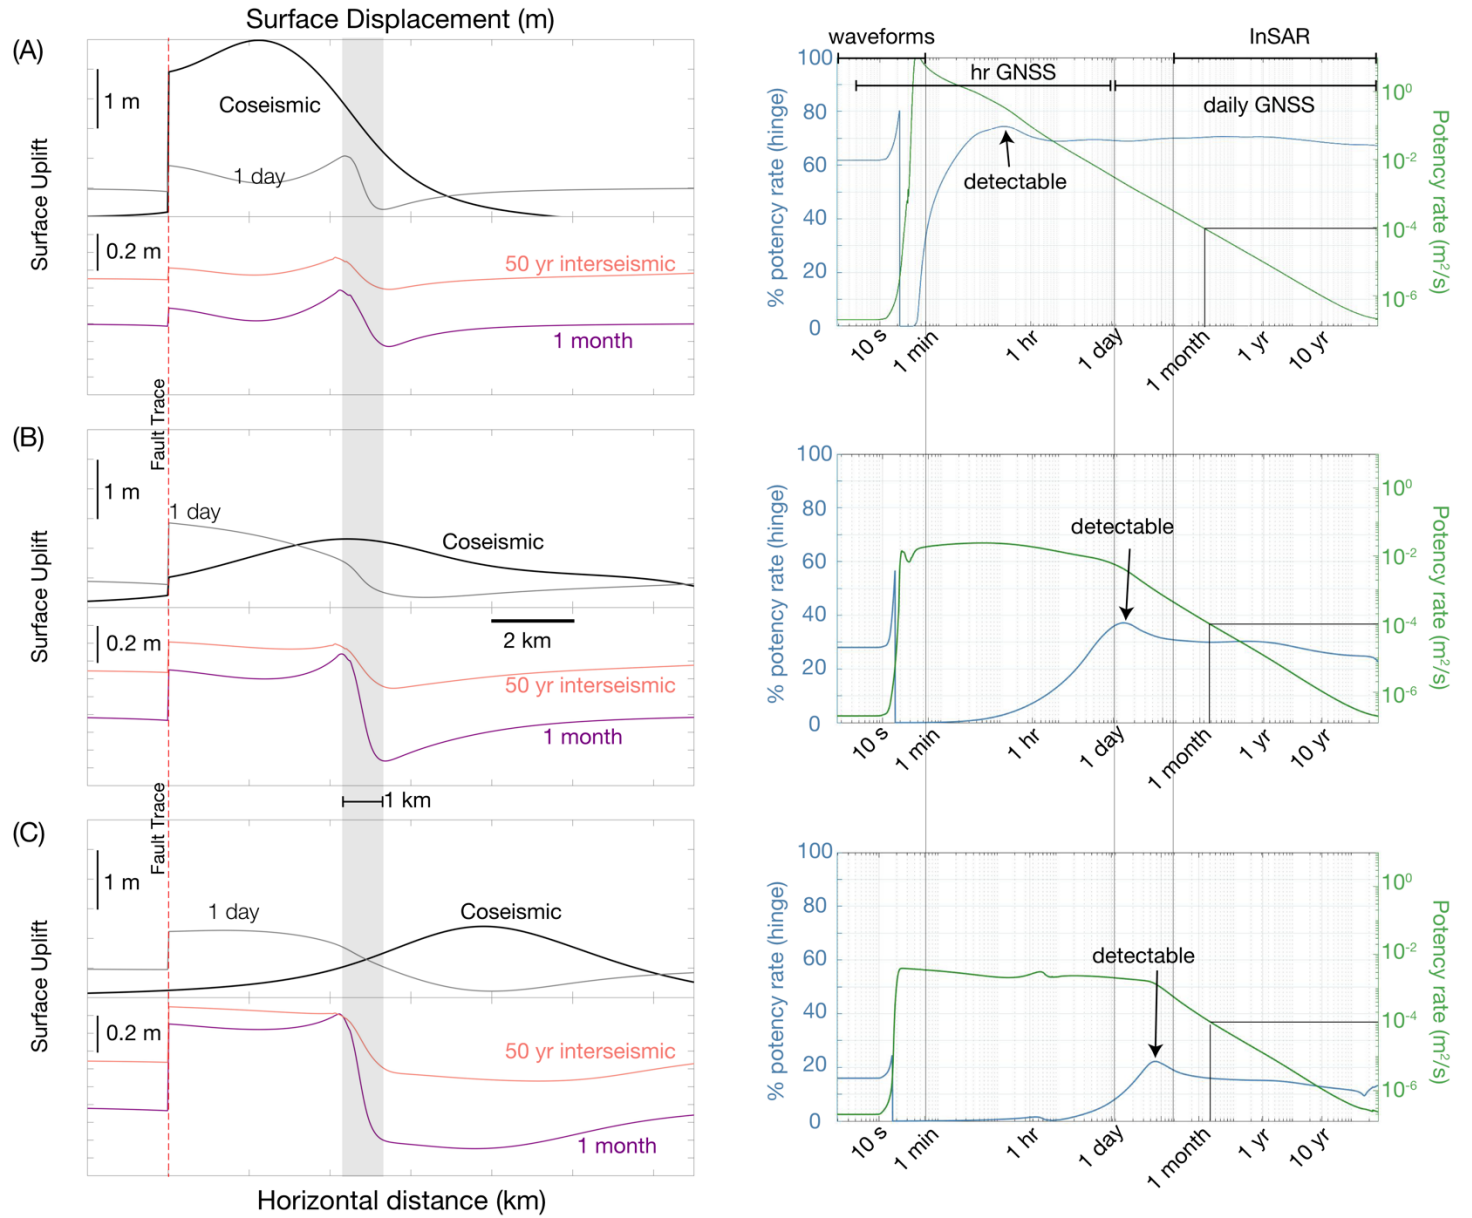 Surface Displacement (m)
(A)
1 m
Coseismic
1 day
Surface Uplift
0.2 m
50 yr interseismic
1 month
Fault Trace
waveforms
InSAR
hr GNSS
daily GNSS
detectable
100
80
60
40
20
0
% potency rate (hinge)
10⁰
10⁻²
10⁻⁴
10⁻⁶
Potency rate (m²/s)
10 s
1 min
1 hr
1 day
1 month
1 yr
10 yr
(B)
1 m
1 day
Coseismic
Surface Uplift
0.2 m
2 km
50 yr interseismic
1 month
1 km
Fault Trace
detectable
100
80
60
40
20
0
% potency rate (hinge)
10⁰
10⁻²
10⁻⁴
10⁻⁶
Potency rate (m²/s)
10 s
1 min
1 hr
1 day
1 month
1 yr
10 yr
(C)
1 m
1 day
Coseismic
Surface Uplift
0.2 m
50 yr interseismic
1 month
Horizontal distance (km)
detectable
100
80
60
40
20
0
% potency rate (hinge)
10⁰
10⁻²
10⁻⁴
10⁻⁶
Potency rate (m²/s)
10 s
1 min
1 hr
1 day
1 month
1 yr
10 yr